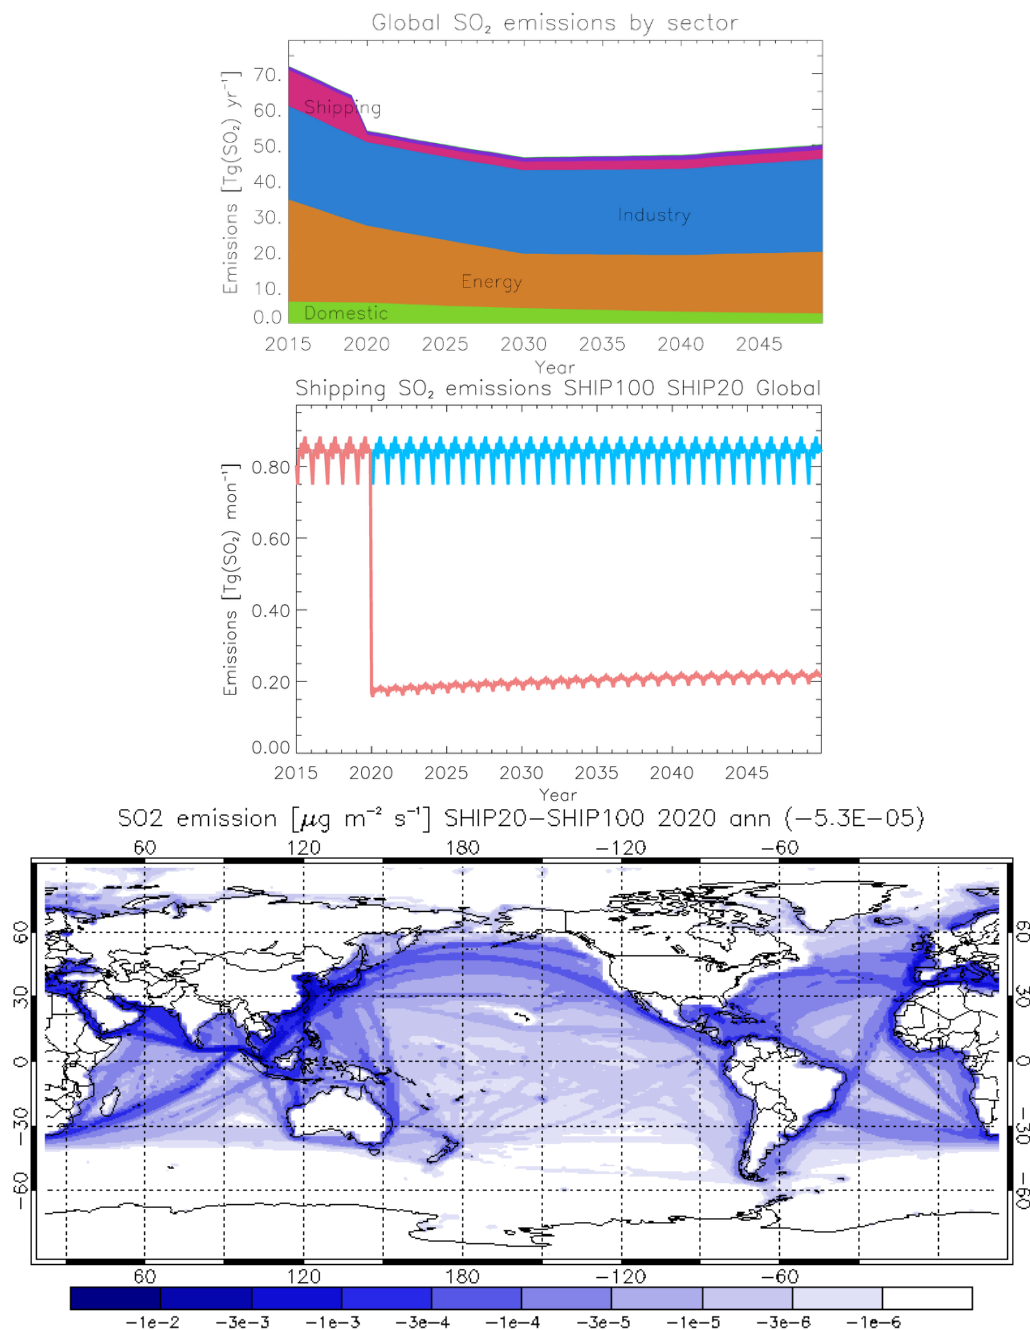 Global SO₂ emissions by sector
Emissions [Tg(SO₂) yr⁻¹]
70.
60.
50.
40.
30.
20.
10.
0.0
Shipping
Industry
Energy
Domestic
2015 2020 2025 2030 2035 2040 2045
Year
Shipping SO₂ emissions SHIP100 SHIP20 Global
Emissions [Tg(SO₂) mon⁻¹]
0.80
0.60
0.40
0.20
0.00
2015 2020 2025 2030 2035 2040 2045
Year
SO2 emission [μg m⁻² s⁻¹] SHIP20−SHIP100 2020 ann (−5.3E−05)
60 120 180 −120 −60
60 60
30 30
0 0
−30 −30
−60 −60
60 120 180 −120 −60
−1e−2 −3e−3 −1e−3 −3e−4 −1e−4 −3e−5 −1e−5 −3e−6 −1e−6